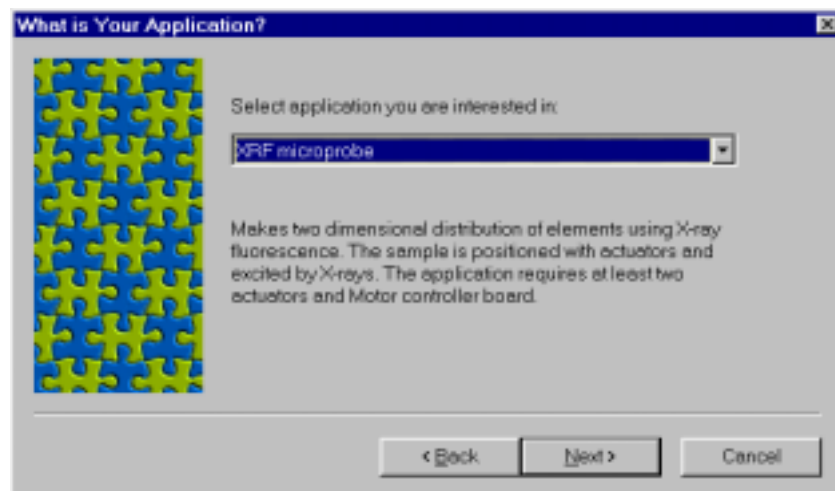 What is Your Application?
Select application you are interested in:
XRF microprobe
Makes two dimensional distribution of elements using X-ray
fluorescence. The sample is positioned with actuators and
excited by X-rays. The application requires at least two
actuators and Motor controller board.
< Back
Next >
Cancel